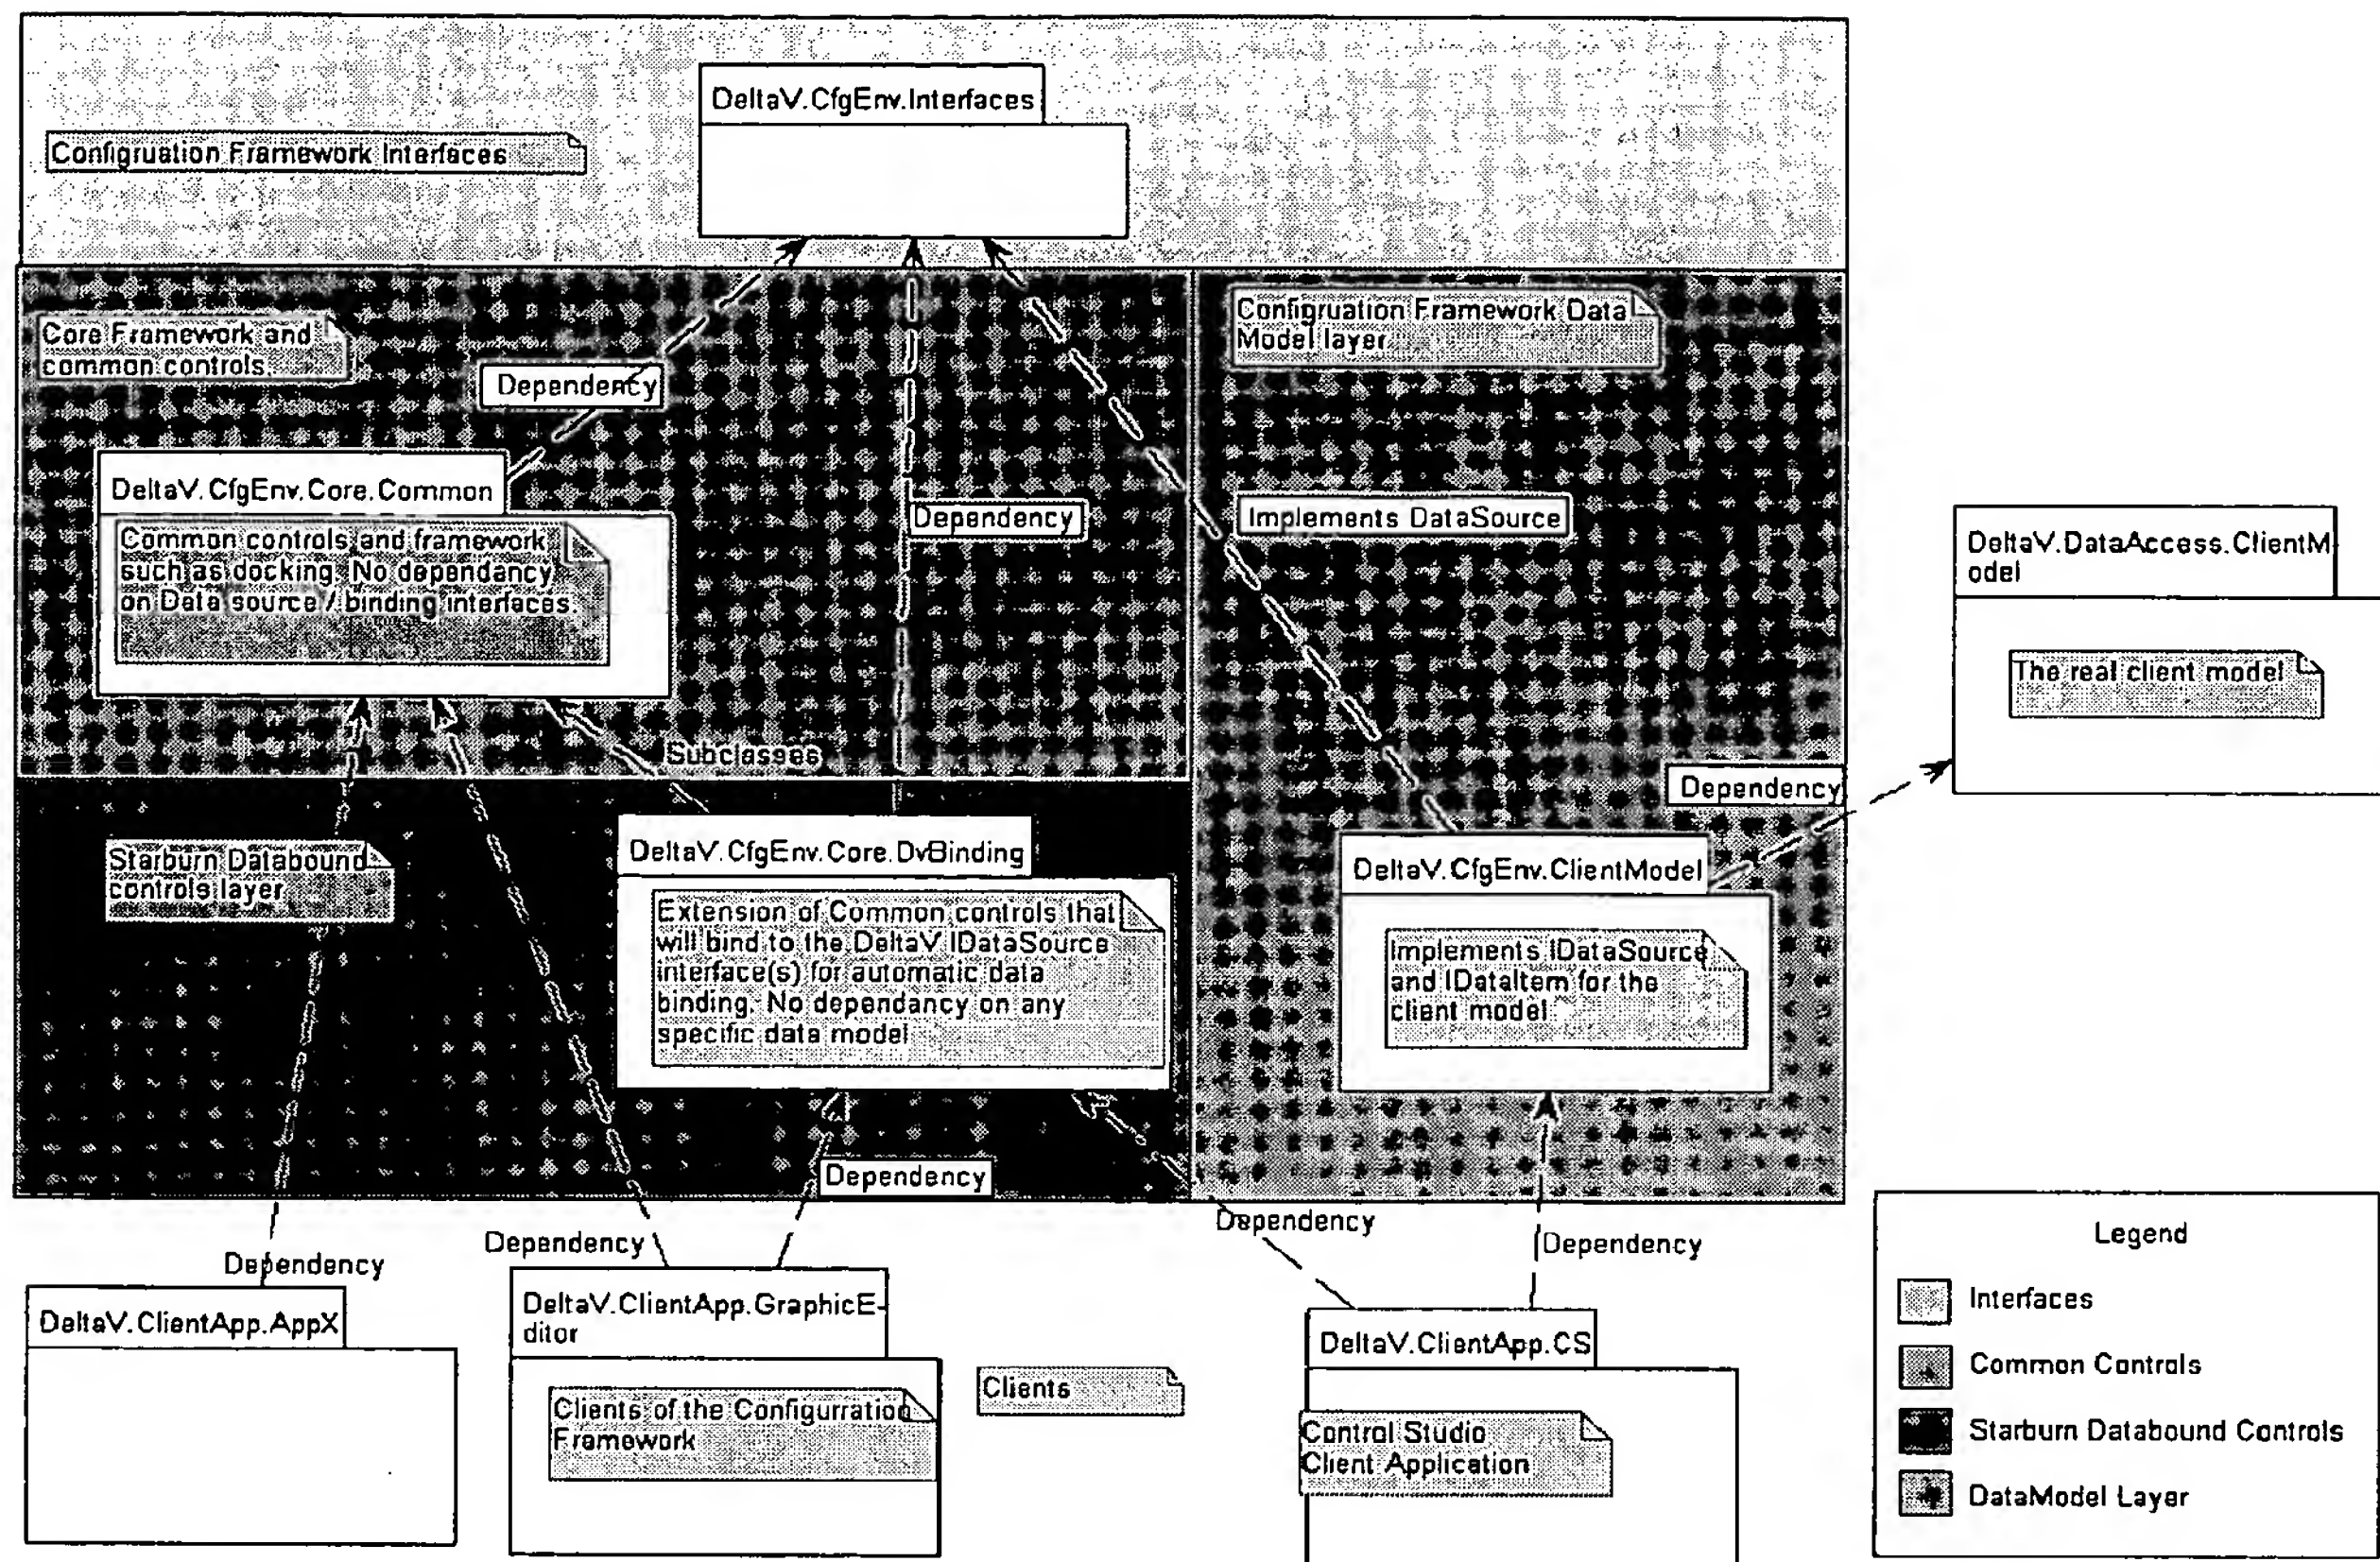 DeltaV.CfgEnv.Interfaces
Configruation Framework Interfaces
Core Framework and
common controls.
Dependency
Configruation Framework Data
Model layer
DeltaV.CfgEnv.Core.Common
Common controls and framework
such as docking. No dependancy
on Data source / binding interfaces.
Dependency
Implements DataSource
DeltaV.DataAccess.ClientM
odel
The real client model
Subclasses
Dependency
Starburn Databound
controls layer
DeltaV.CfgEnv.Core.DvBinding
Extension of Common controls that
will bind to the DeltaV IDataSource
interface(s) for automatic data
binding. No dependancy on any
specific data model
DeltaV.CfgEnv.ClientModel
Implements IDataSource
and IDataItem for the
client model
Dependency
Dependency
Dependency
Dependency
Dependency
DeltaV.ClientApp.AppX
DeltaV.ClientApp.GraphicE-
ditor
Clients of the Configurration
Framework
Clients
DeltaV.ClientApp.CS
Control Studio
Client Application
Legend
Interfaces
Common Controls
Starburn Databound Controls
DataModel Layer